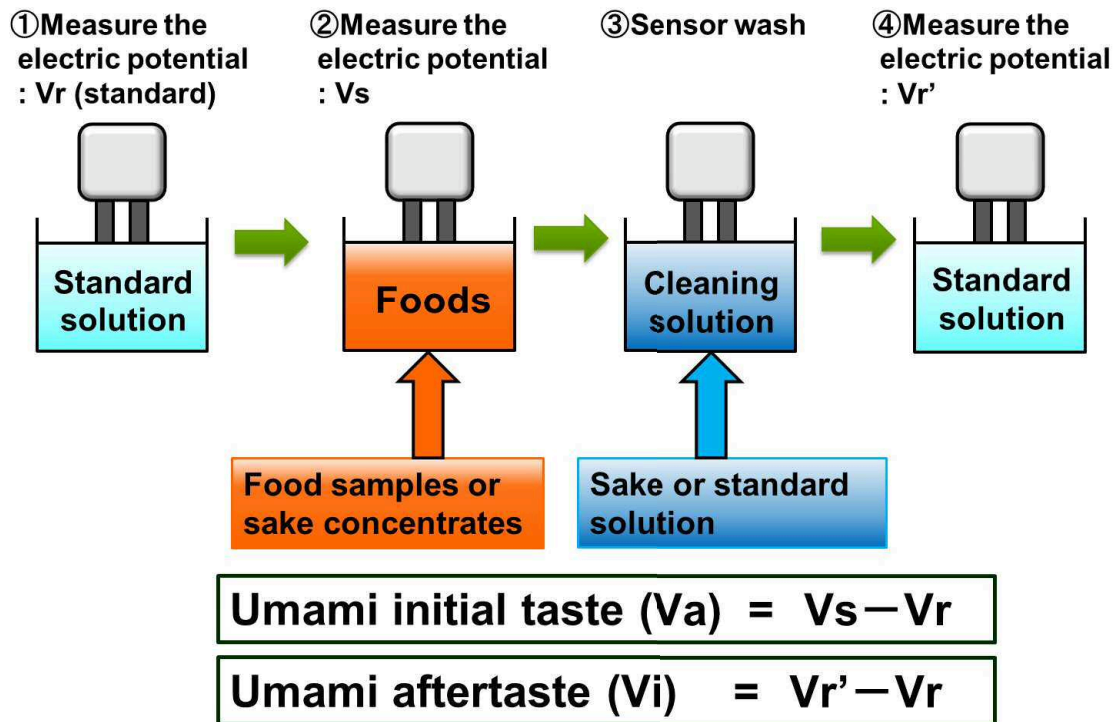 ①Measure the
electric potential
: Vr (standard)
②Measure the
electric potential
: Vs
③Sensor wash
④Measure the
electric potential
: Vr’
Standard
solution
Foods
Cleaning
solution
Standard
solution
Food samples or
sake concentrates
Sake or standard
solution
Umami initial taste (Va) = Vs－Vr
Umami aftertaste (Vi) = Vr’－Vr